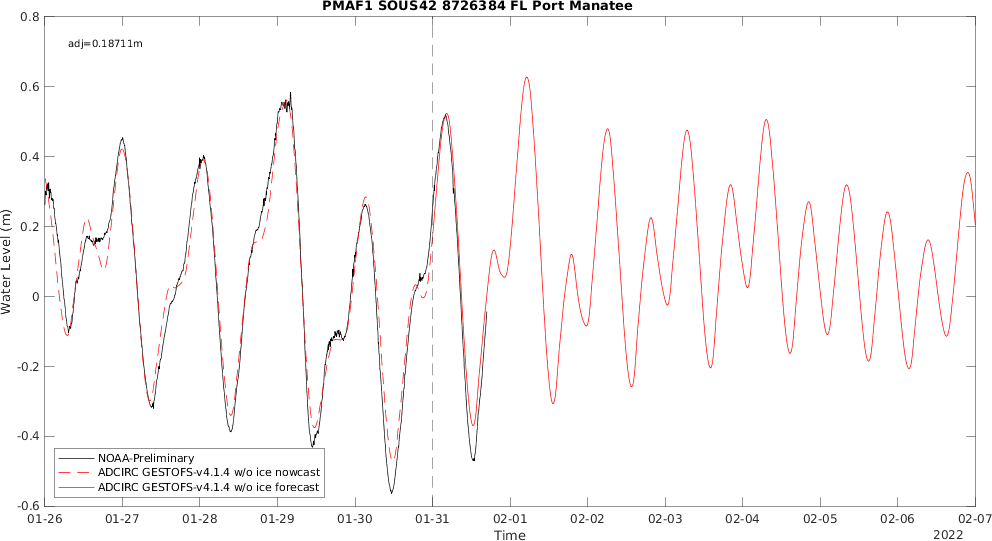 PMAF1 SOUS42 8726384 FL Port Manatee
adj=0.18711m
Water Level (m)
0.8
0.6
0.4
0.2
0
-0.2
-0.4
-0.6
NOAA-Preliminary
ADCIRC GESTOFS-v4.1.4 w/o ice nowcast
ADCIRC GESTOFS-v4.1.4 w/o ice forecast
01-26 01-27 01-28 01-29 01-30 01-31 02-01 02-02 02-03 02-04 02-05 02-06 02-07
Time
2022